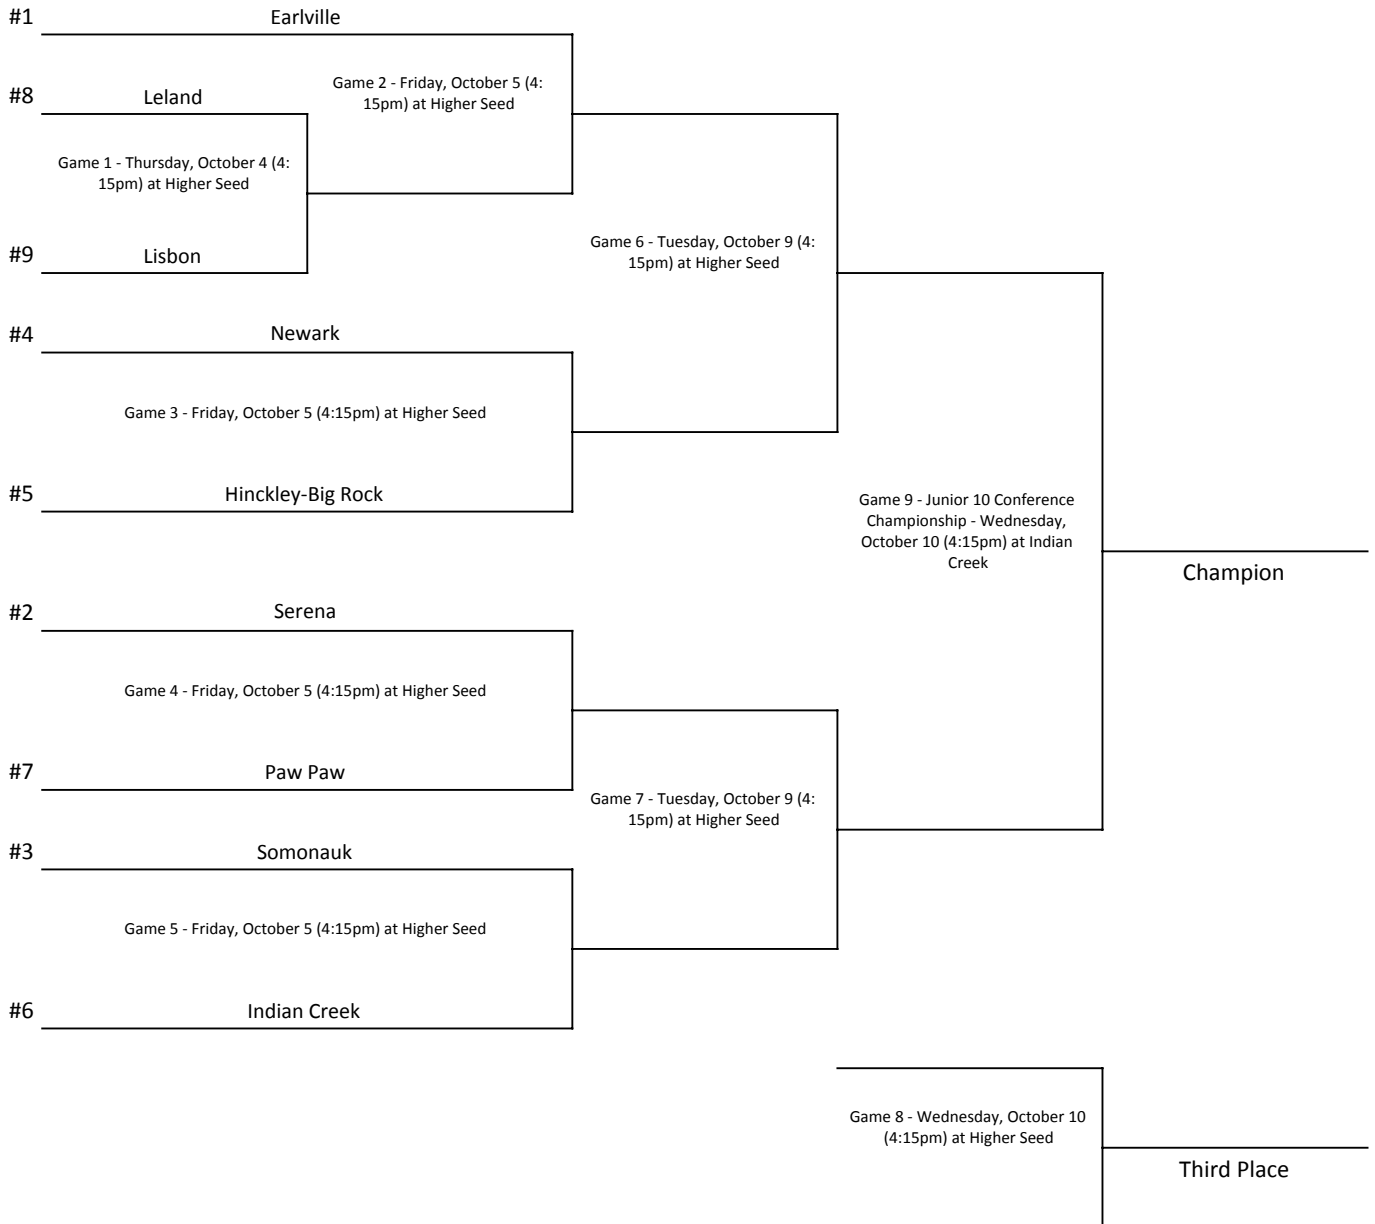 #1
Earlville
Game 2 - Friday, October 5 (4:
15pm) at Higher Seed
#8
Leland
Game 1 - Thursday, October 4 (4:
15pm) at Higher Seed
#9
Lisbon
Game 6 - Tuesday, October 9 (4:
15pm) at Higher Seed
#4
Newark
Game 3 - Friday, October 5 (4:15pm) at Higher Seed
#5
Hinckley-Big Rock
Game 9 - Junior 10 Conference
Championship - Wednesday,
October 10 (4:15pm) at Indian
Creek
Champion
#2
Serena
Game 4 - Friday, October 5 (4:15pm) at Higher Seed
#7
Paw Paw
Game 7 - Tuesday, October 9 (4:
15pm) at Higher Seed
#3
Somonauk
Game 5 - Friday, October 5 (4:15pm) at Higher Seed
#6
Indian Creek
Game 8 - Wednesday, October 10
(4:15pm) at Higher Seed
Third Place